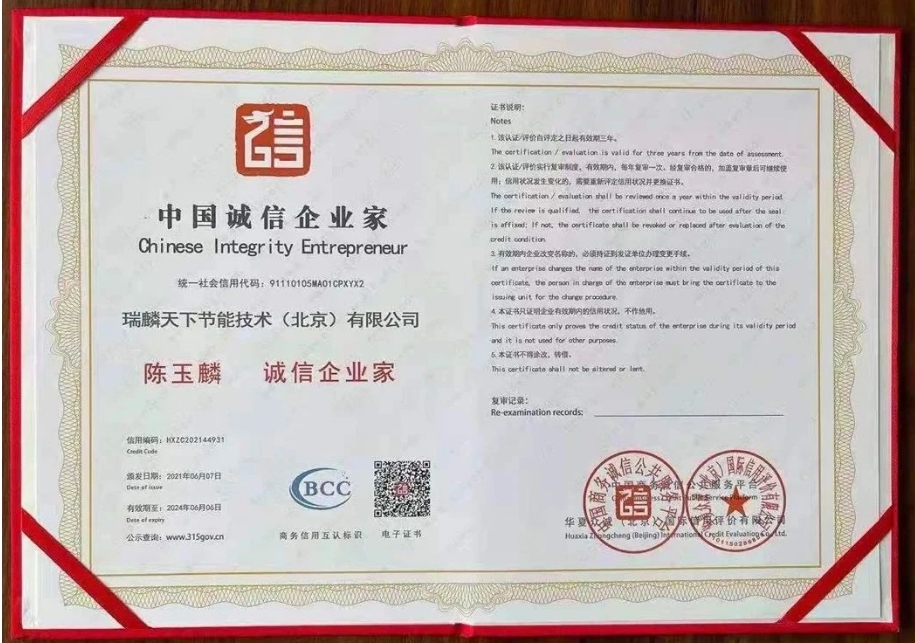 中国诚信企业家
Chinese Integrity Entrepreneur
统一社会信用代码：91110105MA01CPXYX2
瑞麟天下节能技术（北京）有限公司
陈玉麟 诚信企业家
信用编码：HXZC202144931
Credit Code
颁发日期：2021年06月07日
Date of issue
有效期至：2024年06月06日
Date of expiry
公示查询：www.315gov.cn
BCC
商务信用互认标识 电子证书
证书说明：
Notes
1. 该认证/评价自评定之日起有效期三年。
The certification / evaluation is valid for three years from the date of assessment.
2. 该认证/评价实行复审制度，有效期内，每年复审一次，经复审合格的，加盖复审章后可继续使
用；信用状况发生变化的，需要重新评定信用状况并更换证书。
The certification / evaluation shall be reviewed once a year within the validity period.
If the review is qualified, the certification shall continue to be used after the seal
is affixed; If not, the certificate shall be revoked or replaced after evaluation of the
credit condition.
3. 有效期内企业改变名称的，必须持证到发证单位办理变更手续。
If an enterprise changes the name of the enterprise within the validity period of this
certificate, the person in charge of the enterprise must bring the certificate to the
issuing unit for the change procedure.
4. 本证书只证明企业有效期内的信用状况，不作他用。
This certificate only proves the credit status of the enterprise during its validity period
and it is not used for other purposes.
5. 本证书不得涂改、转借。
This certificate shall not be altered or lent.
复审记录：
Re-examination records:
中国商务诚信公共服务平台
华夏众诚（北京）国际信用评价有限公司
Huaxia Zhongcheng (Beijing) International Credit Evaluating Co., Ltd.